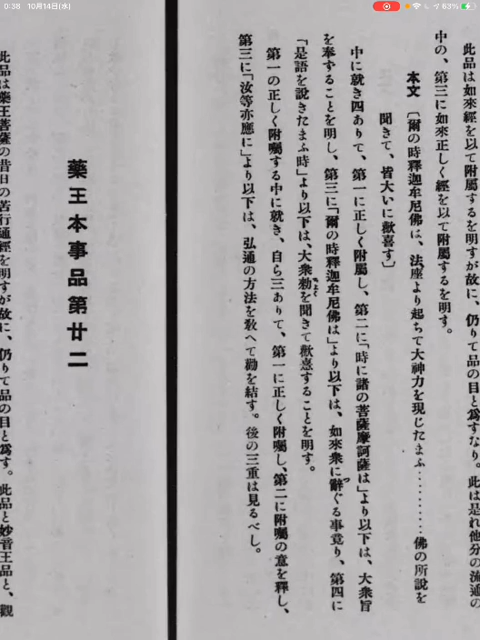 0:38 10月14日(水)
63%
此品は如來經を以て附屬するを明すが故に、仍りて品の目と爲すなり。此は是れ他分の流通の
中の、第三に如來正しく經を以て附屬するを明す。
本文 〔爾の時釋迦牟尼佛は、法座より起ちて大神力を現じたまふ………佛の所說を
聞きて、皆大いに歡喜す〕
中に就き四ありて、第一に正しく附屬し、第二に「時に諸の菩薩摩訶薩は」より以下は、大衆旨
を奉することを明し、第三に「爾の時釋迦牟尼佛は」より以下は、如來衆に辭ぐる事竟り、第四に
つ
「是語を說きたまふ時」より以下は、大衆勅を聞きて歡悥することを明す。
第一の正しく附囑する中に就き、自ら三ありて、第一に正しく附囑し、第二に附囑の意を釋し、
第三に「汝等亦應に」より以下は、弘通の方法を敎へて勸を結す。後の三重は見るべし。
藥王本事品第廿二
此品は藥王菩薩の昔日の苦行通經を明すが故に、仍りて品の目と爲す。此品と妙音王品と、觀